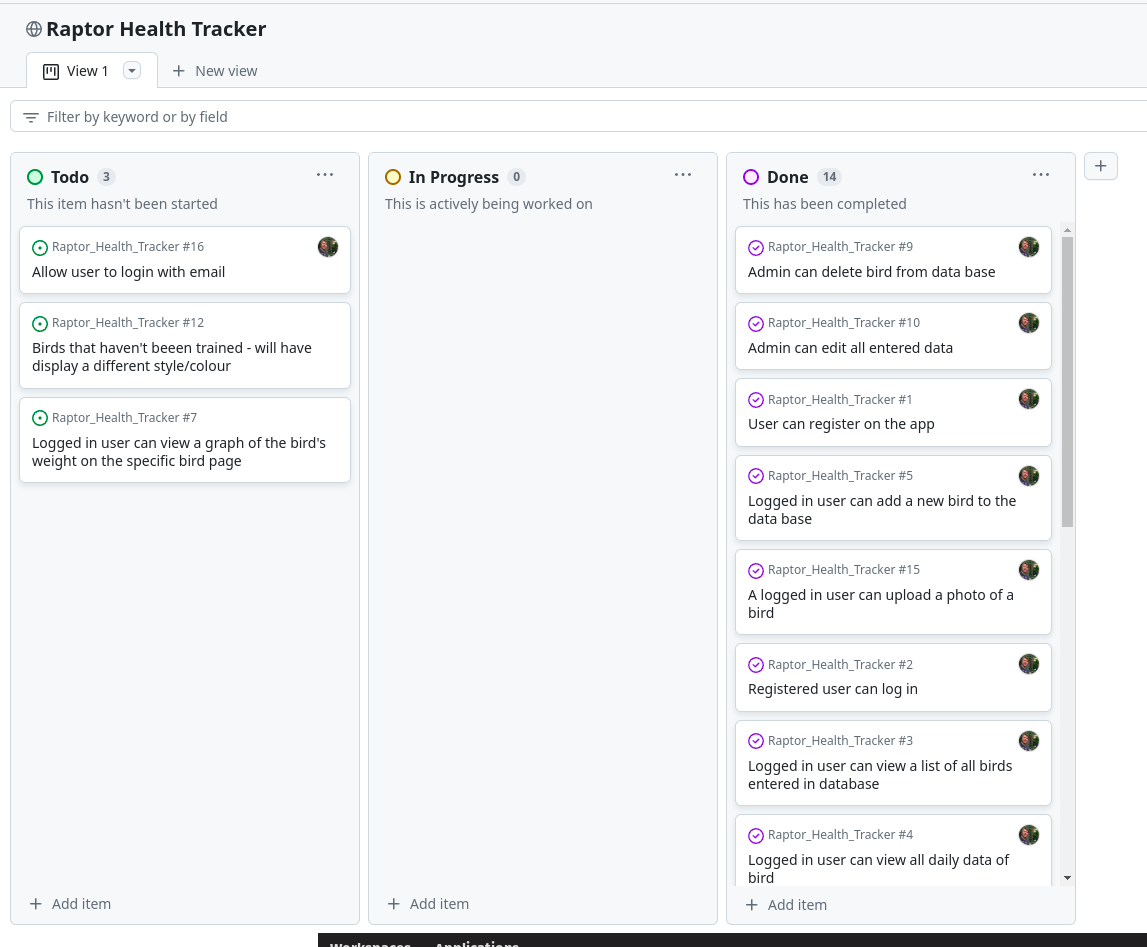 Raptor Health Tracker
View 1
New view
Filter by keyword or by field
Todo 3
This item hasn't been started
Raptor_Health_Tracker #16
Allow user to login with email
Raptor_Health_Tracker #12
Birds that haven't beeen trained - will have
display a different style/colour
Raptor_Health_Tracker #7
Logged in user can view a graph of the bird's
weight on the specific bird page
Add item
In Progress 0
This is actively being worked on
Add item
Done 14
This has been completed
Raptor_Health_Tracker #9
Admin can delete bird from data base
Raptor_Health_Tracker #10
Admin can edit all entered data
Raptor_Health_Tracker #1
User can register on the app
Raptor_Health_Tracker #5
Logged in user can add a new bird to the
data base
Raptor_Health_Tracker #15
A logged in user can upload a photo of a
bird
Raptor_Health_Tracker #2
Registered user can log in
Raptor_Health_Tracker #3
Logged in user can view a list of all birds
entered in database
Raptor_Health_Tracker #4
Logged in user can view all daily data of
bird
Add item
Workspaces Applications